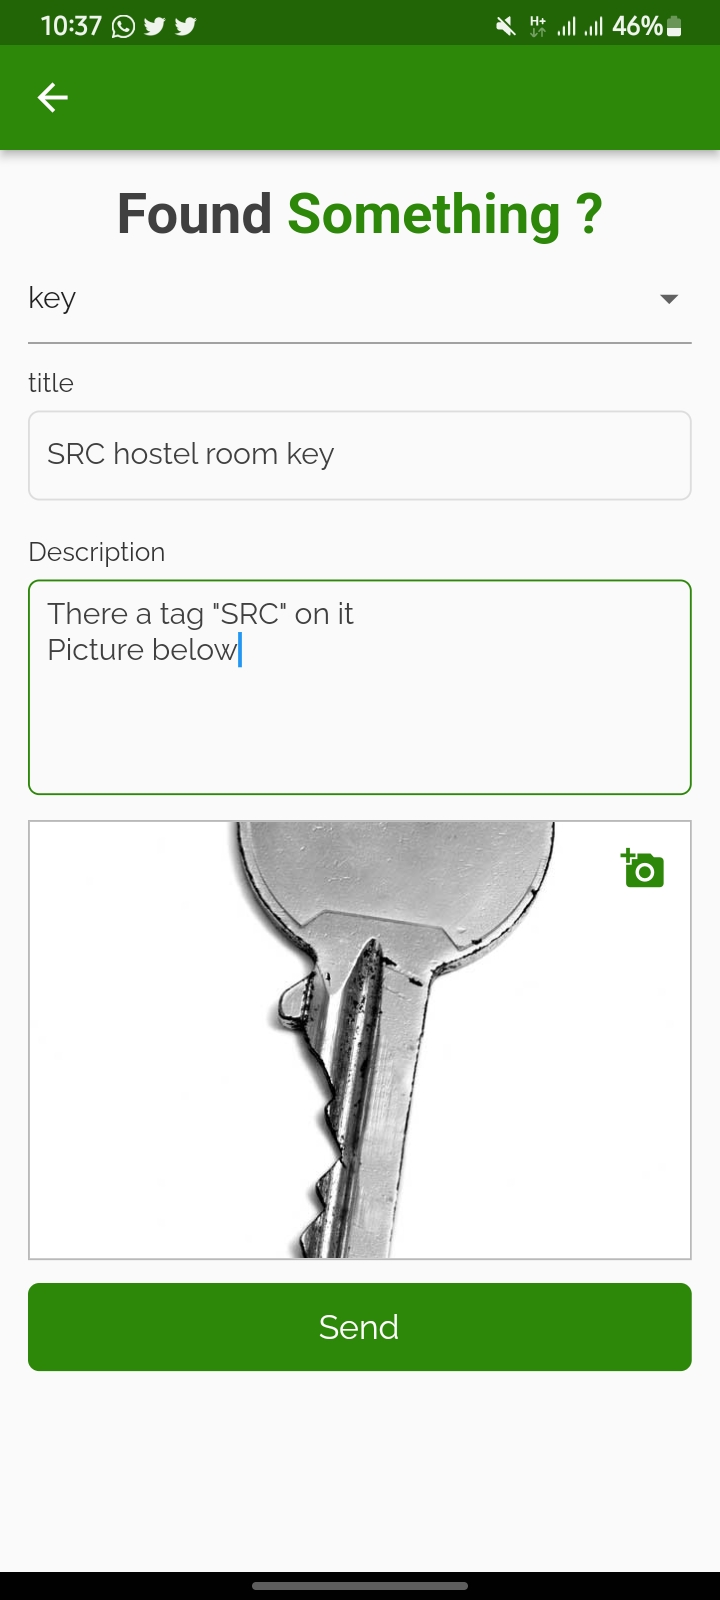 10:37 H+ 46%
Found Something ?
key
title
SRC hostel room key
Description
There a tag "SRC" on it
Picture below
Send